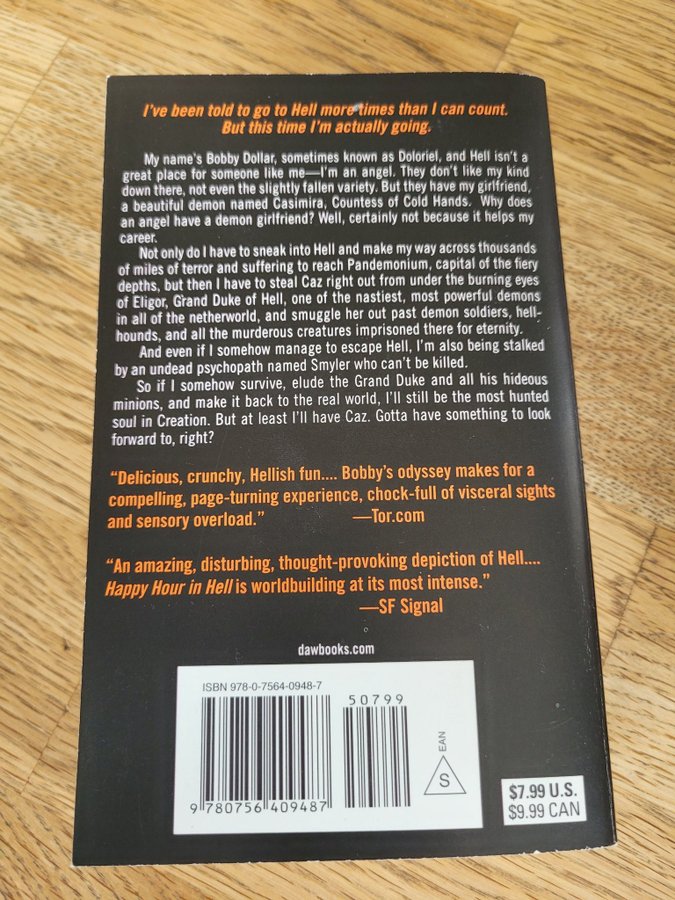 I've been told to go to Hell more times than I can count.
But this time I'm actually going.
My name's Bobby Dollar, sometimes known as Doloriel, and Hell isn't a
great place for someone like me—I'm an angel. They don't like my kind
down there, not even the slightly fallen variety. But they have my girlfriend,
a beautiful demon named Casimira, Countess of Cold Hands. Why does
an angel have a demon girlfriend? Well, certainly not because it helps my
career.
Not only do I have to sneak into Hell and make my way across thousands
of miles of terror and suffering to reach Pandemonium, capital of the fiery
depths, but then I have to steal Caz right out from under the burning eyes
of Eligor, Grand Duke of Hell, one of the nastiest, most powerful demons
in all of the netherworld, and smuggle her out past demon soldiers, hell-
hounds, and all the murderous creatures imprisoned there for eternity.
And even if I somehow manage to escape Hell, I'm also being stalked
by an undead psychopath named Smyler who can't be killed.
So if I somehow survive, elude the Grand Duke and all his hideous
minions, and make it back to the real world, I'll still be the most hunted
soul in Creation. But at least I'll have Caz. Gotta have something to look
forward to, right?
"Delicious, crunchy, Hellish fun.... Bobby's odyssey makes for a
compelling, page-turning experience, chock-full of visceral sights
and sensory overload." —Tor.com
"An amazing, disturbing, thought-provoking depiction of Hell....
Happy Hour in Hell is worldbuilding at its most intense."
—SF Signal
dawbooks.com
ISBN 978-0-7564-0948-7
50799
EAN
S
9 780756 409487
$7.99 U.S.
$9.99 CAN